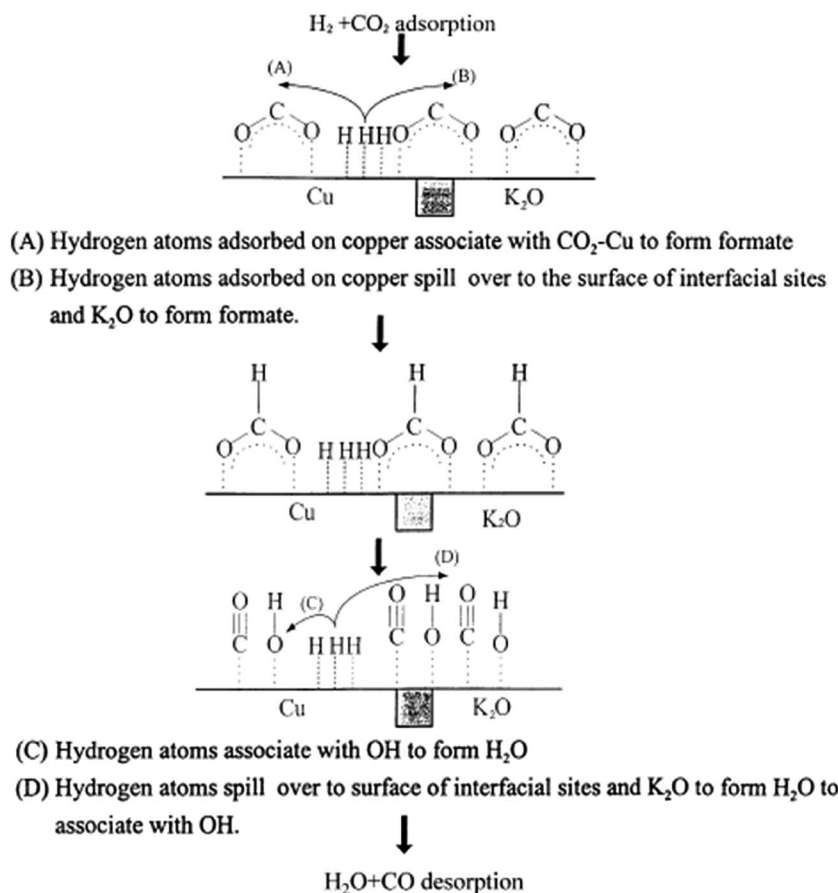 H₂ +CO₂ adsorption
(A) (B)
C C C
O O H H H O O O O
Cu K₂O
(A) Hydrogen atoms adsorbed on copper associate with CO₂-Cu to form formate
(B) Hydrogen atoms adsorbed on copper spill over to the surface of interfacial sites
and K₂O to form formate.
H H H
C C C
O O H H H O O O O
Cu K₂O
(D)
O H (C) O H O H
C O H H H C O C O
Cu K₂O
(C) Hydrogen atoms associate with OH to form H₂O
(D) Hydrogen atoms spill over to surface of interfacial sites and K₂O to form H₂O to
associate with OH.
H₂O+CO desorption